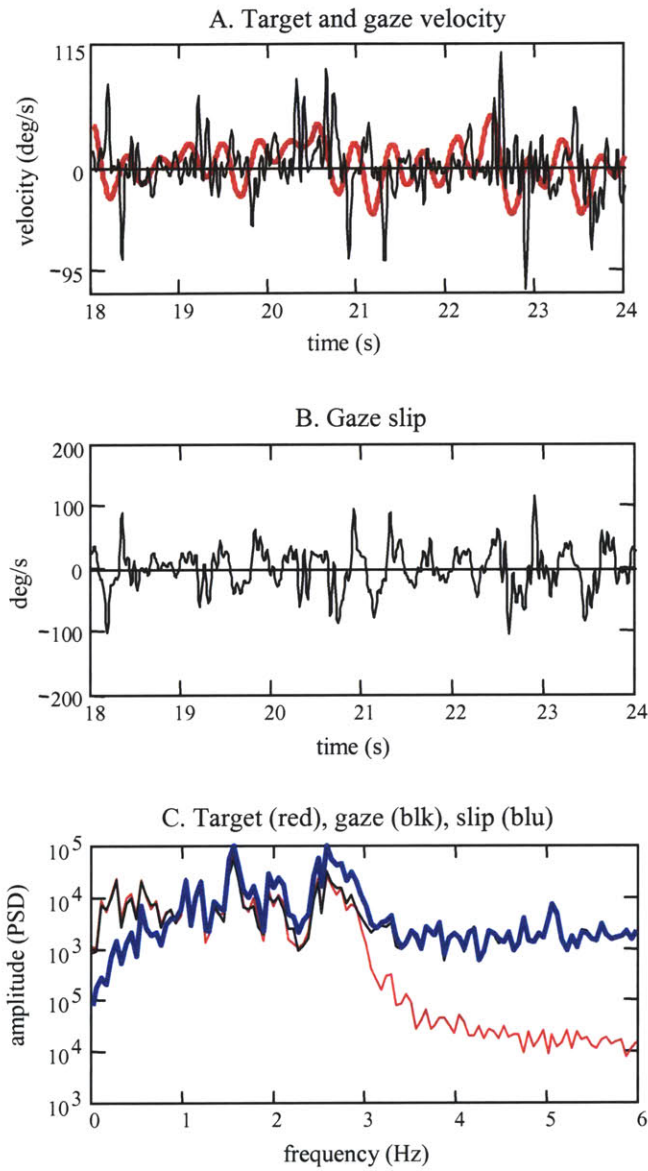 A. Target and gaze velocity
115
0
−95
velocity (deg/s)
18 19 20 21 22 23 24
time (s)
B. Gaze slip
200
100
0
−100
−200
deg/s
18 19 20 21 22 23 24
time (s)
C. Target (red), gaze (blk), slip (blu)
10^5
10^4
10^3
10^5
10^4
10^3
amplitude (PSD)
0 1 2 3 4 5 6
frequency (Hz)